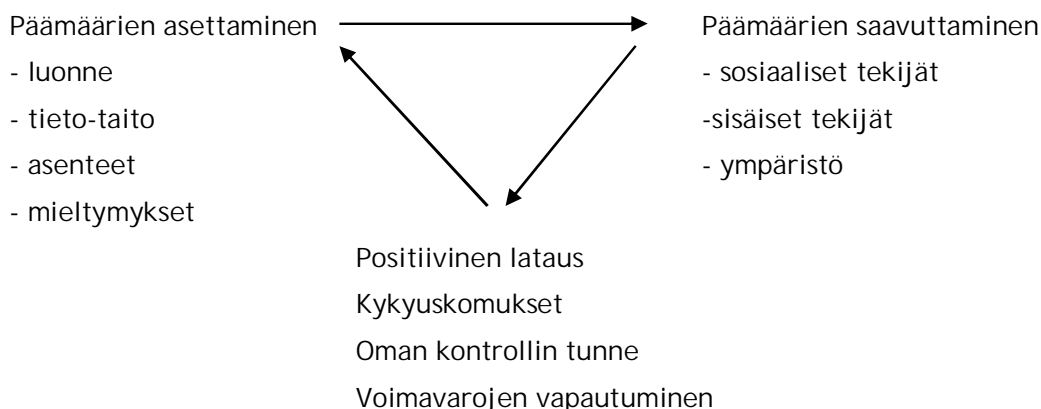 Päämäärien asettaminen
- luonne
- tieto-taito
- asenteet
- mieltymykset
Päämäärien saavuttaminen
- sosiaaliset tekijät
-sisäiset tekijät
- ympäristö
Positiivinen lataus
Kykyuskomukset
Oman kontrollin tunne
Voimavarojen vapautuminen